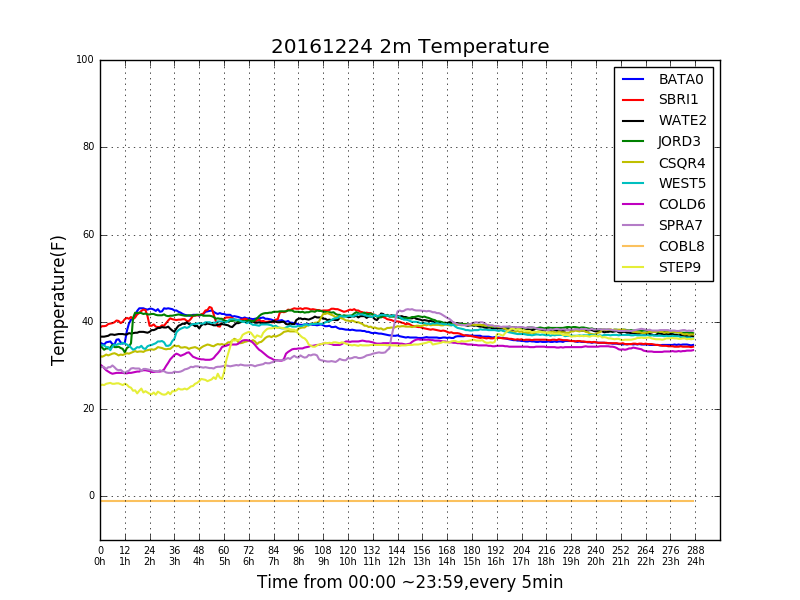 20161224 2m Temperature
100
80
60
40
20
0
Temperature(F)
BATA0
SBRI1
WATE2
JORD3
CSQR4
WEST5
COLD6
SPRA7
COBL8
STEP9
0 12 24 36 48 60 72 84 96 108 120 132 144 156 168 180 192 204 216 228 240 252 264 276 288
0h 1h 2h 3h 4h 5h 6h 7h 8h 9h 10h 11h 12h 13h 14h 15h 16h 17h 18h 19h 20h 21h 22h 23h 24h
Time from 00:00 ~23:59,every 5min